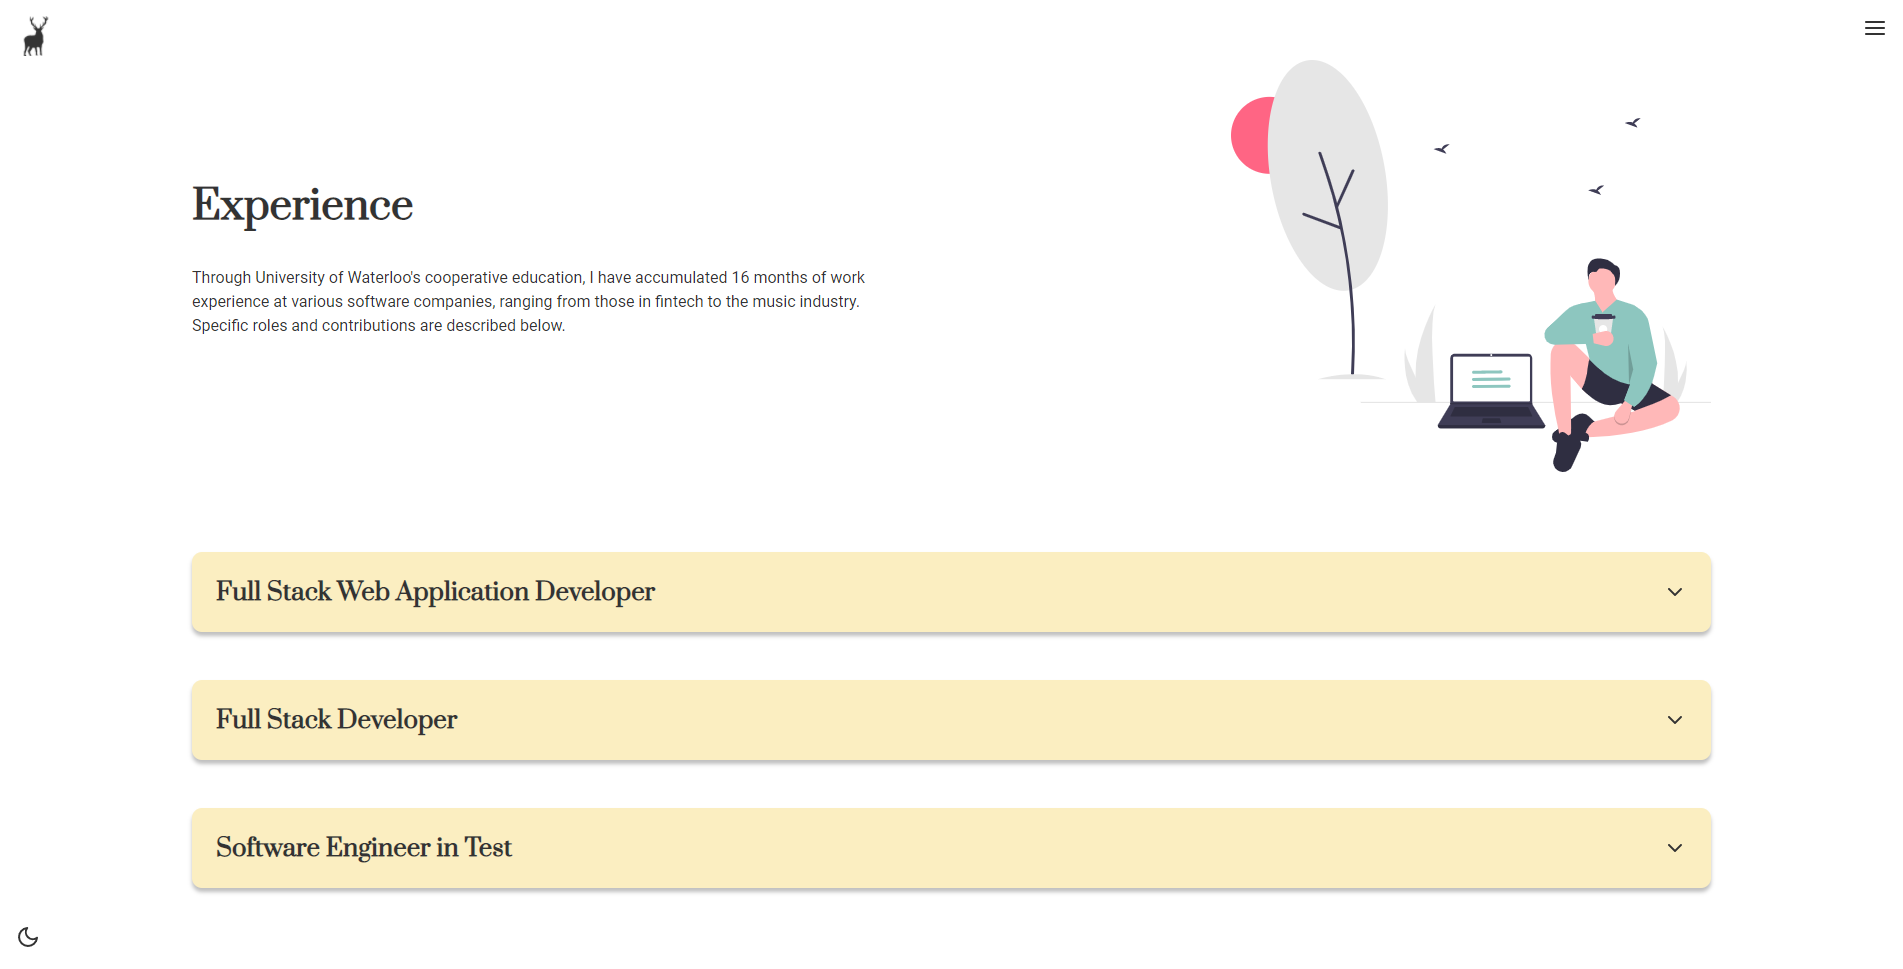 Experience
Through University of Waterloo's cooperative education, I have accumulated 16 months of work
experience at various software companies, ranging from those in fintech to the music industry.
Specific roles and contributions are described below.
Full Stack Web Application Developer
Full Stack Developer
Software Engineer in Test